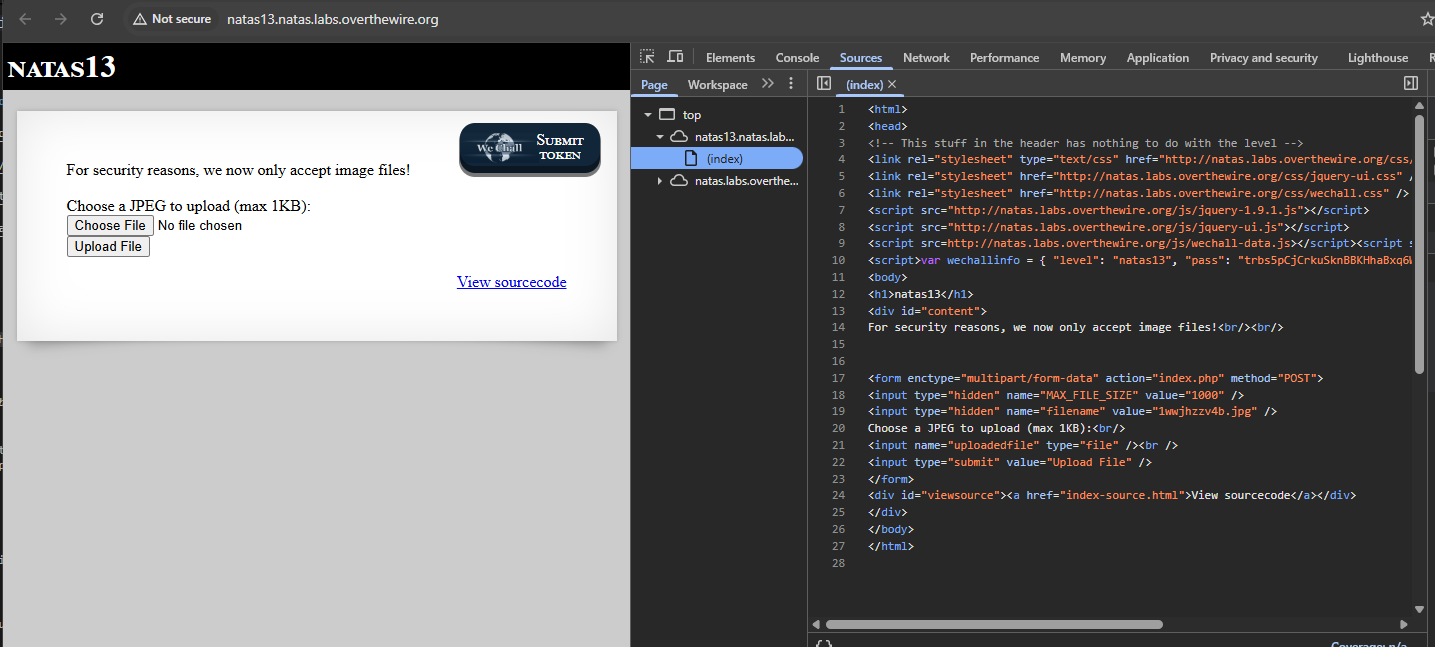 Not secure natas13.natas.labs.overthewire.org
NATAS13
We Chall
SUBMIT
TOKEN
For security reasons, we now only accept image files!
Choose a JPEG to upload (max 1KB):
Choose File No file chosen
Upload File
View sourcecode
Elements Console Sources Network Performance Memory Application Privacy and security Lighthouse
Page Workspace
(index)
top
natas13.natas.lab...
(index)
natas.labs.overthe...
1 <html>
2 <head>
3 <!-- This stuff in the header has nothing to do with the level -->
4 <link rel="stylesheet" type="text/css" href="http://natas.labs.overthewire.org/css/
5 <link rel="stylesheet" href="http://natas.labs.overthewire.org/css/jquery-ui.css" /
6 <link rel="stylesheet" href="http://natas.labs.overthewire.org/css/wechall.css" />
7 <script src="http://natas.labs.overthewire.org/js/jquery-1.9.1.js"></script>
8 <script src="http://natas.labs.overthewire.org/js/jquery-ui.js"></script>
9 <script src=http://natas.labs.overthewire.org/js/wechall-data.js></script><script s
10 <script>var wechallinfo = { "level": "natas13", "pass": "trbs5pCjCrkuSknBBKHhaBxq6W
11 <body>
12 <h1>natas13</h1>
13 <div id="content">
14 For security reasons, we now only accept image files!<br/><br/>
15
16
17 <form enctype="multipart/form-data" action="index.php" method="POST">
18 <input type="hidden" name="MAX_FILE_SIZE" value="1000" />
19 <input type="hidden" name="filename" value="1wwjhzzv4b.jpg" />
20 Choose a JPEG to upload (max 1KB):<br/>
21 <input name="uploadedfile" type="file" /><br />
22 <input type="submit" value="Upload File" />
23 </form>
24 <div id="viewsource"><a href="index-source.html">View sourcecode</a></div>
25 </div>
26 </body>
27 </html>
28
{} Coverage: n/a